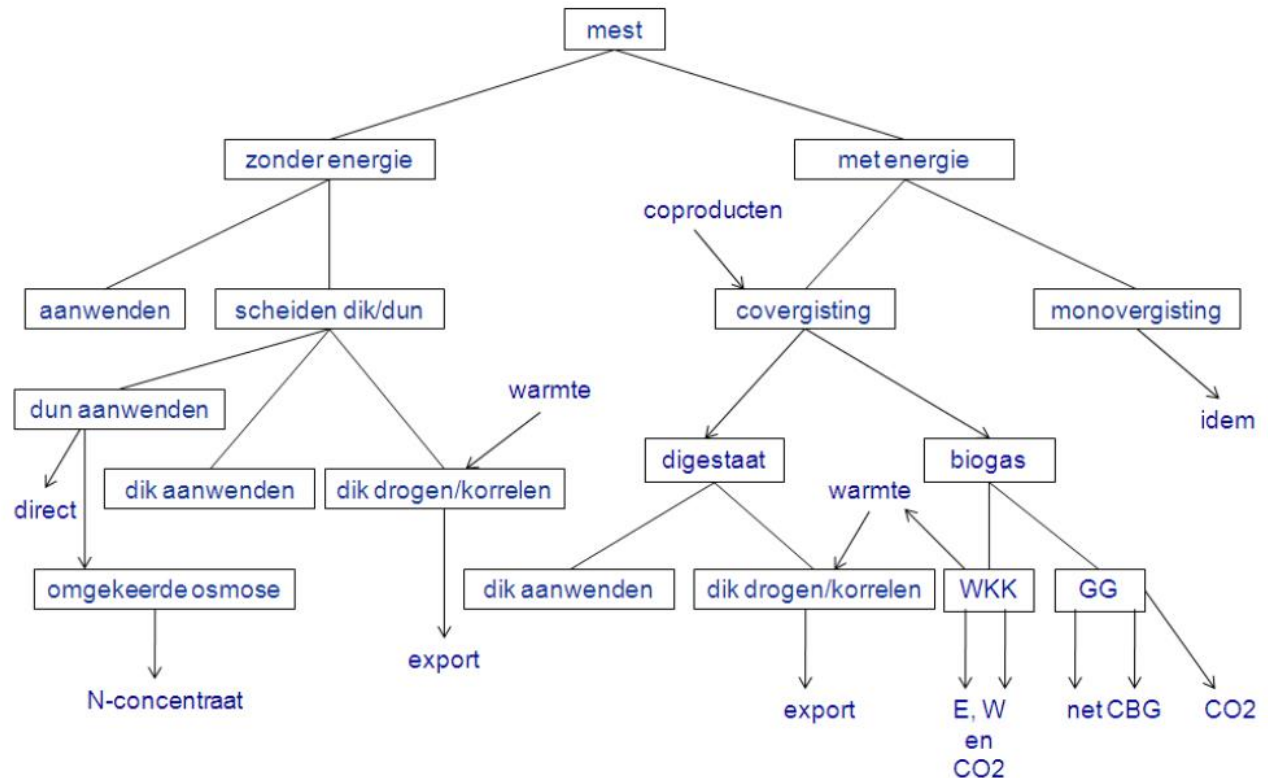 mest
zonder energie
met energie
coproducten
aanwenden
scheiden dik/dun
covergisting
monovergisting
warmte
dun aanwenden
idem
digestaat
biogas
dik aanwenden
dik drogen/korrelen
warmte
direct
omgekeerde osmose
dik aanwenden
dik drogen/korrelen
WKK
GG
export
N-concentraat
export
E, W
en
CO2
net CBG
CO2